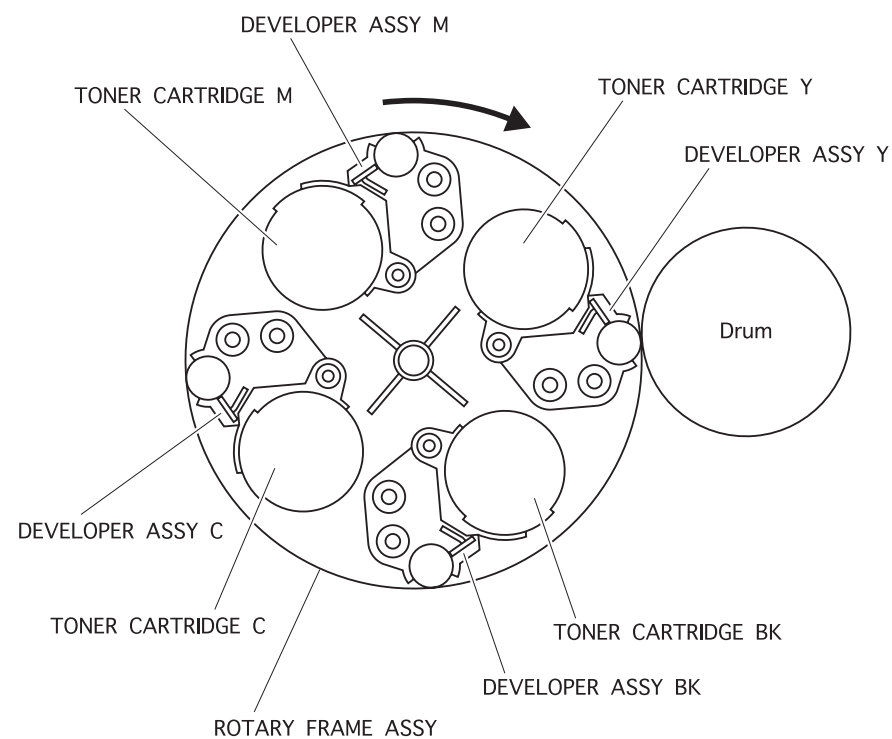 DEVELOPER ASSY M
TONER CARTRIDGE M
TONER CARTRIDGE Y
DEVELOPER ASSY Y
Drum
DEVELOPER ASSY C
TONER CARTRIDGE C
TONER CARTRIDGE BK
DEVELOPER ASSY BK
ROTARY FRAME ASSY